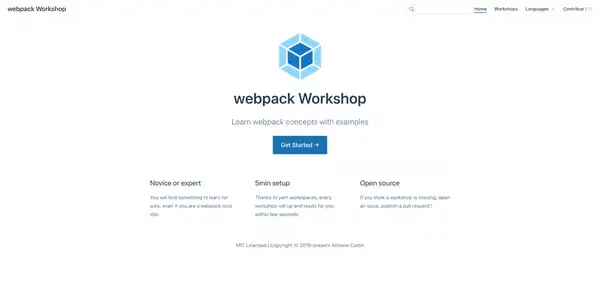 webpack Workshop
Home Workshops Languages Contribue !
webpack Workshop
Learn webpack concepts with examples
Get Started →
Novice or expert
You will find something to learn for
sure, even if you are a webpack rock
star.
5min setup
Thanks to yarn workspaces, every
workshop will up and ready for you
within few seconds.
Open source
If you think a workshop is missing, open
an issue, publish a pull request !
MIT Licensed | Copyright © 2019-present Antoine Caron